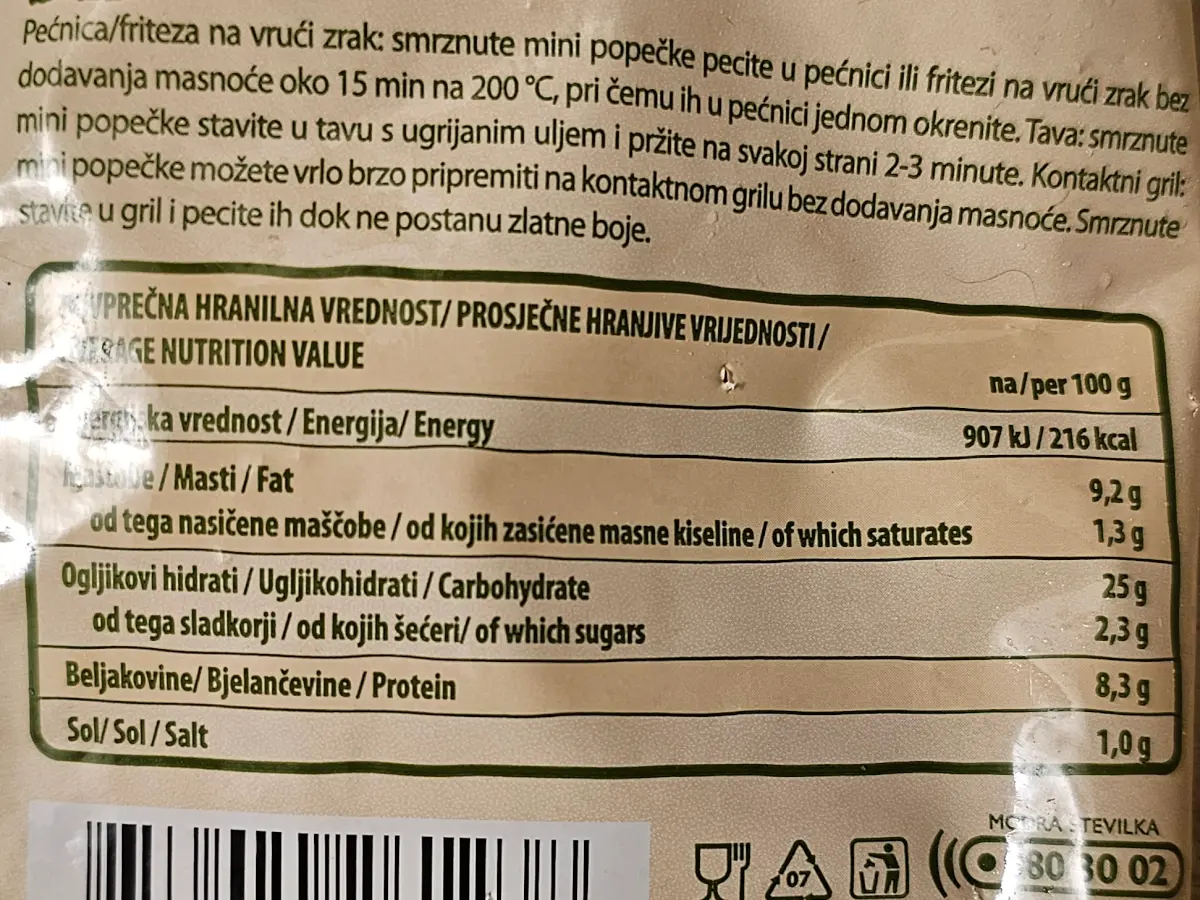 Pećnica/friteza na vrući zrak: smrznute mini popečke pecite u pećnici ili fritezi na vrući zrak bez
dodavanja masnoće oko 15 min na 200 °C, pri čemu ih u pećnici jednom okrenite. Tava: smrznute
mini popečke stavite u tavu s ugrijanim uljem i pržite na svakoj strani 2-3 minute. Kontaktni gril:
mini popečke možete vrlo brzo pripremiti na kontaktnom grilu bez dodavanja masnoće. Smrznute
stavite u gril i pecite ih dok ne postanu zlatne boje.
HRANILNA VREDNOST/ PROSJEČNE HRANJIVE VRIJEDNOSTI /
NUTRITION VALUE
na/per 100 g
vrednost / Energija/ Energy
907 kJ / 216 kcal
/ Masti / Fat
9,2 g
od tega nasičene maščobe / od kojih zasićene masne kiseline / of which saturates
1,3 g
Ogljikovi hidrati / Ugljikohidrati / Carbohydrate
25 g
od tega sladkorji / od kojih šećeri/ of which sugars
2,3 g
Beljakovine/ Bjelančevine / Protein
8,3 g
Sol/ Sol / Salt
1,0 g
07
02